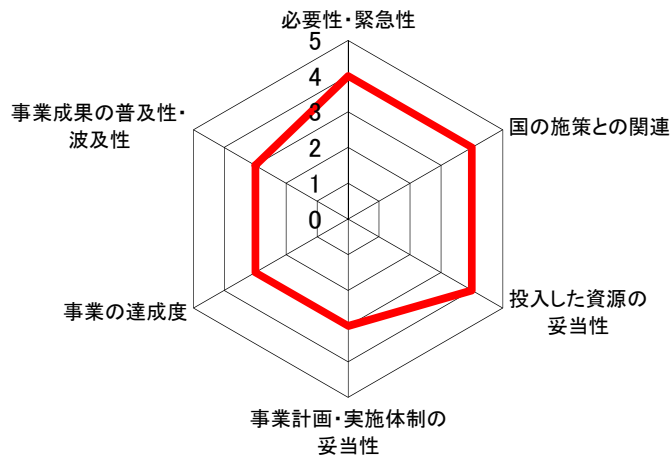 必要性・緊急性
5
4
3
2
1
0
国の施策との関連
投入した資源の
妥当性
事業計画・実施体制の
妥当性
事業の達成度
事業成果の普及性・
波及性